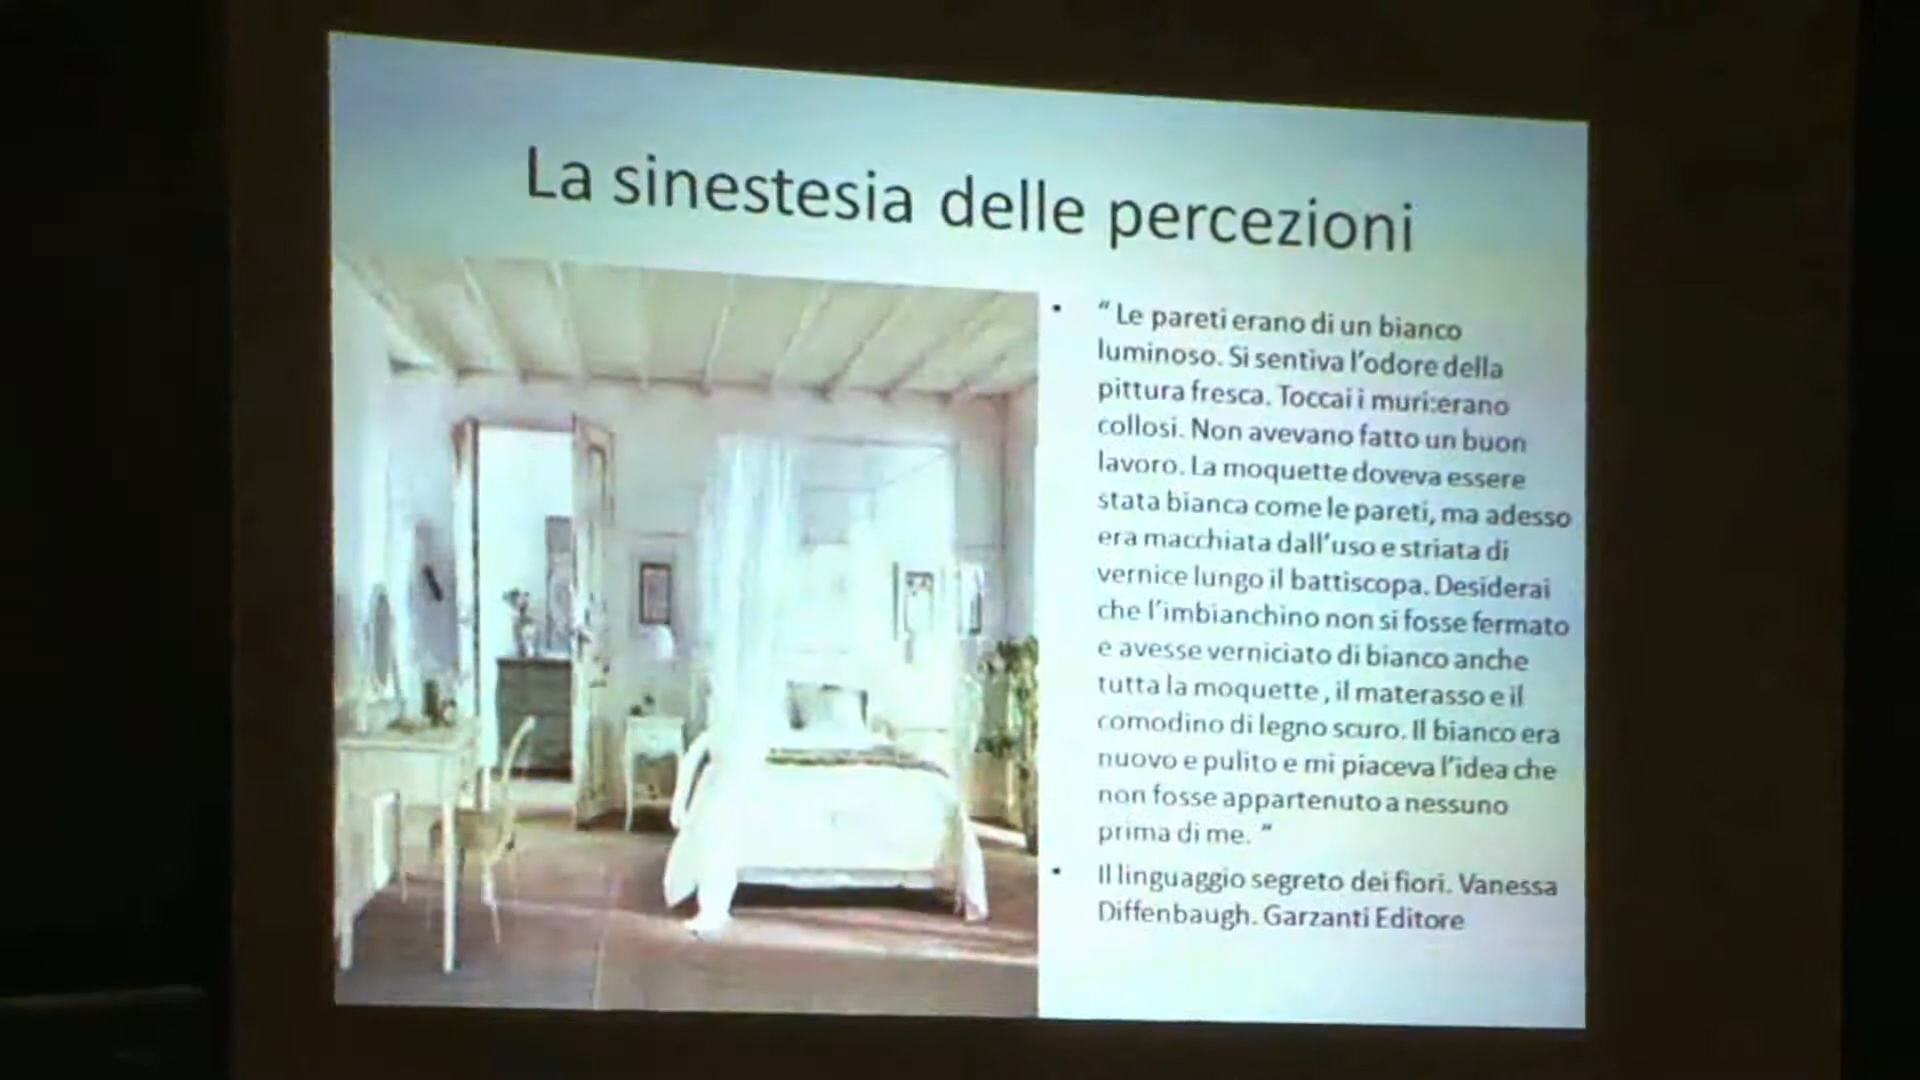 La sinestesia delle percezioni
• “ Le pareti erano di un bianco
luminoso. Si sentiva l’odore della
pittura fresca. Toccai i muri:erano
collosi. Non avevano fatto un buon
lavoro. La moquette doveva essere
stata bianca come le pareti, ma adesso
era macchiata dall’uso e striata di
vernice lungo il battiscopa. Desiderai
che l’imbianchino non si fosse fermato
e avesse verniciato di bianco anche
tutta la moquette , il materasso e il
comodino di legno scuro. Il bianco era
nuovo e pulito e mi piaceva l’idea che
non fosse appartenuto a nessuno
prima di me. “
• Il linguaggio segreto dei fiori. Vanessa
Diffenbaugh. Garzanti Editore